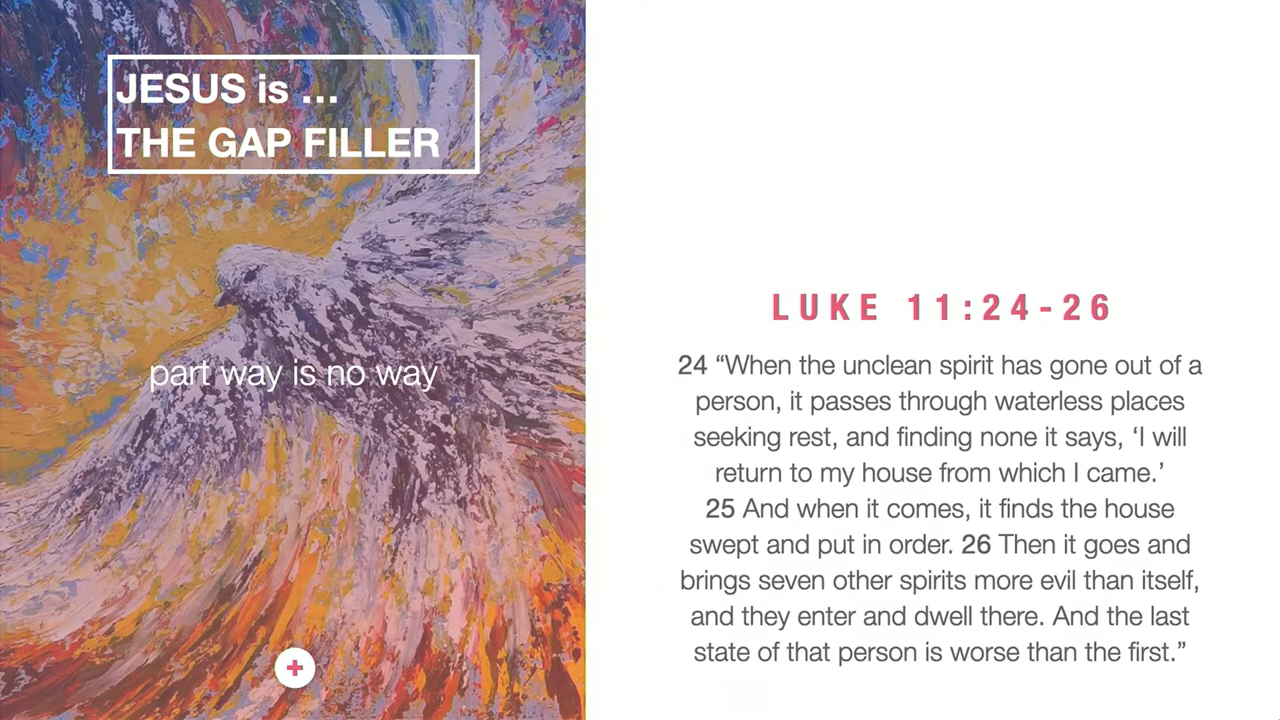 JESUS is ...
THE GAP FILLER
part way is no way
LUKE 11:24-26
24 “When the unclean spirit has gone out of a
person, it passes through waterless places
seeking rest, and finding none it says, ‘I will
return to my house from which I came.’
25 And when it comes, it finds the house
swept and put in order. 26 Then it goes and
brings seven other spirits more evil than itself,
and they enter and dwell there. And the last
state of that person is worse than the first.”